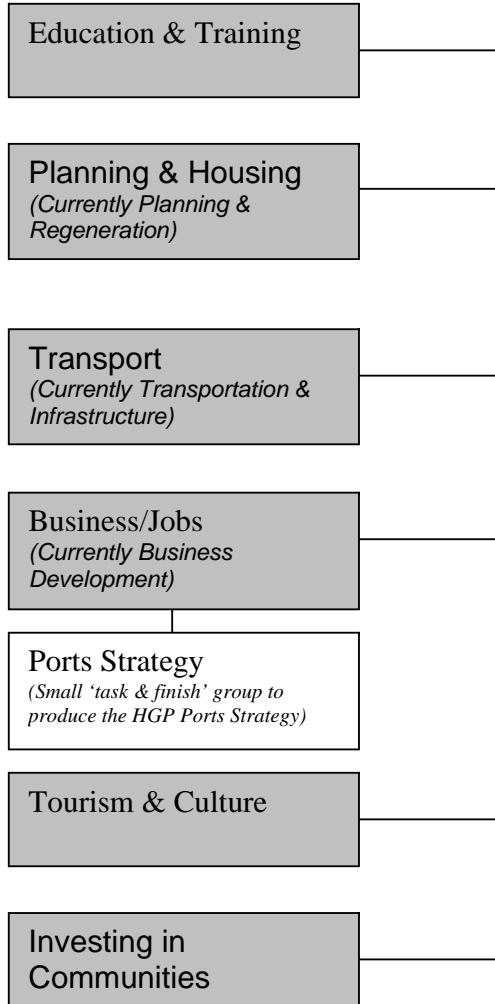 Education & Training
Planning & Housing
(Currently Planning &
Regeneration)
Transport
(Currently Transportation &
Infrastructure)
Business/Jobs
(Currently Business
Development)
Ports Strategy
(Small ‘task & finish’ group to
produce the HGP Ports Strategy)
Tourism & Culture
Investing in
Communities